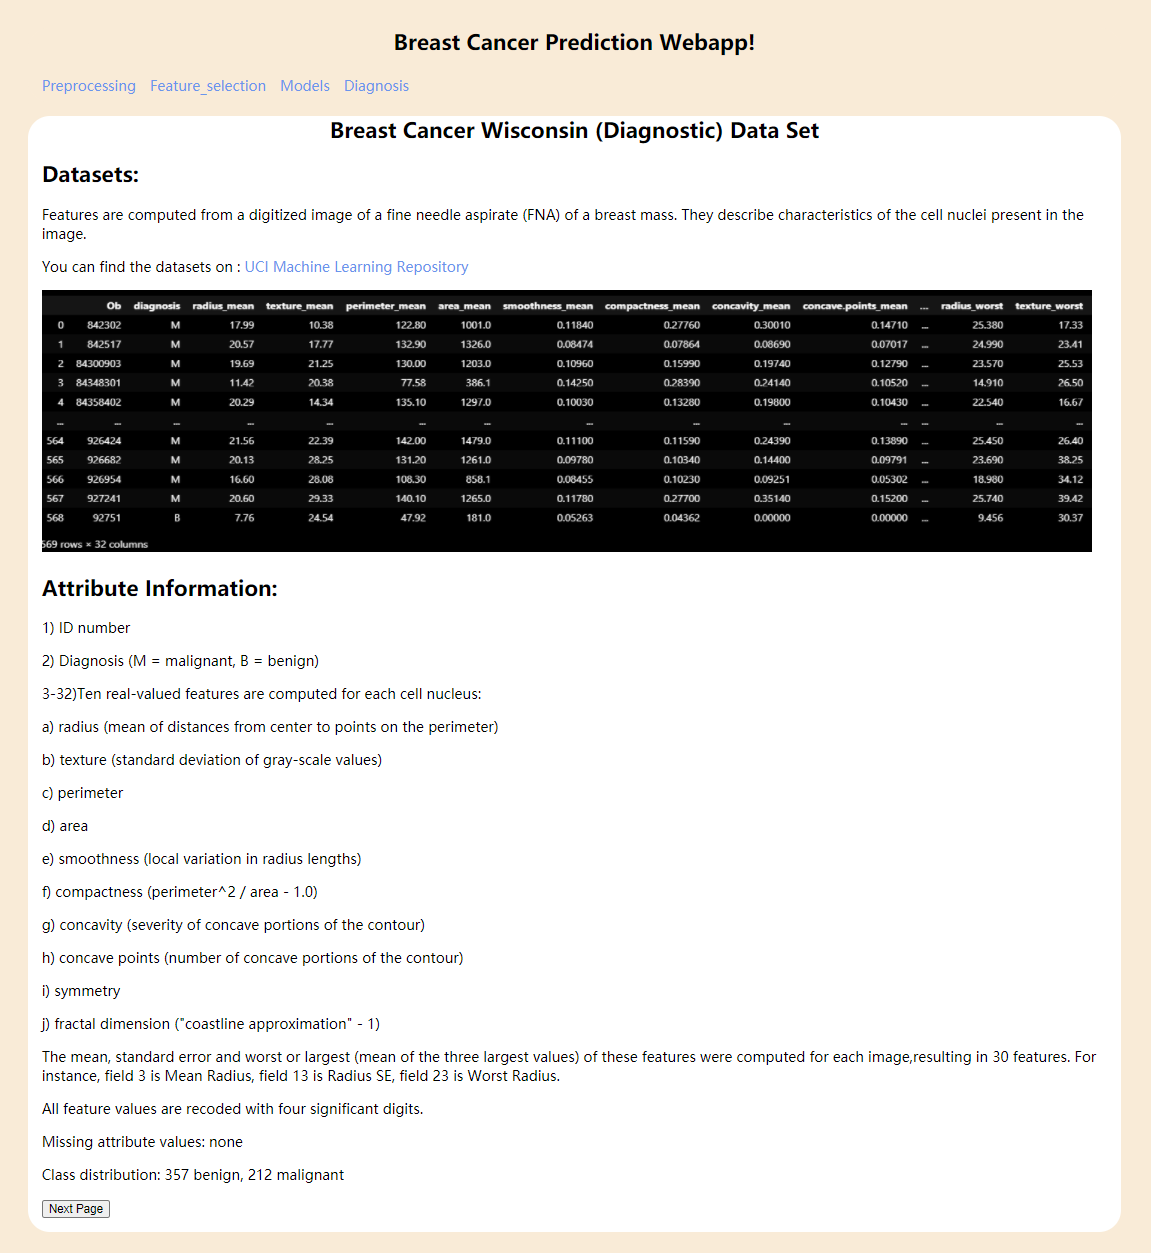 Breast Cancer Prediction Webapp!
Preprocessing Feature_selection Models Diagnosis
Breast Cancer Wisconsin (Diagnostic) Data Set
Datasets:
Features are computed from a digitized image of a fine needle aspirate (FNA) of a breast mass. They describe characteristics of the cell nuclei present in the
image.
You can find the datasets on : UCI Machine Learning Repository
Ob diagnosis radius_mean texture_mean perimeter_mean area_mean smoothness_mean compactness_mean concavity_mean concave.points_mean ... radius_worst texture_worst
0 842302 M 17.99 10.38 122.80 1001.0 0.11840 0.27760 0.30010 0.14710 ... 25.380 17.33
1 842517 M 20.57 17.77 132.90 1326.0 0.08474 0.07864 0.08690 0.07017 ... 24.990 23.41
2 84300903 M 19.69 21.25 130.00 1203.0 0.10960 0.15990 0.19740 0.12790 ... 23.570 25.53
3 84348301 M 11.42 20.38 77.58 386.1 0.14250 0.28390 0.24140 0.10520 ... 14.910 26.50
4 84358402 M 20.29 14.34 135.10 1297.0 0.10030 0.13280 0.19800 0.10430 ... 22.540 16.67
... ... ... ... ... ... ... ... ... ... ... ... ... ...
564 926424 M 21.56 22.39 142.00 1479.0 0.11100 0.11590 0.24390 0.13890 ... 25.450 26.40
565 926682 M 20.13 28.25 131.20 1261.0 0.09780 0.10340 0.14400 0.09791 ... 23.690 38.25
566 926954 M 16.60 28.08 108.30 858.1 0.08455 0.10230 0.09251 0.05302 ... 18.980 34.12
567 927241 M 20.60 29.33 140.10 1265.0 0.11780 0.27700 0.35140 0.15200 ... 25.740 39.42
568 92751 B 7.76 24.54 47.92 181.0 0.05263 0.04362 0.00000 0.00000 ... 9.456 30.37
569 rows × 32 columns
Attribute Information:
1) ID number
2) Diagnosis (M = malignant, B = benign)
3-32)Ten real-valued features are computed for each cell nucleus:
a) radius (mean of distances from center to points on the perimeter)
b) texture (standard deviation of gray-scale values)
c) perimeter
d) area
e) smoothness (local variation in radius lengths)
f) compactness (perimeter^2 / area - 1.0)
g) concavity (severity of concave portions of the contour)
h) concave points (number of concave portions of the contour)
i) symmetry
j) fractal dimension ("coastline approximation" - 1)
The mean, standard error and worst or largest (mean of the three largest values) of these features were computed for each image,resulting in 30 features. For
instance, field 3 is Mean Radius, field 13 is Radius SE, field 23 is Worst Radius.
All feature values are recoded with four significant digits.
Missing attribute values: none
Class distribution: 357 benign, 212 malignant
Next Page